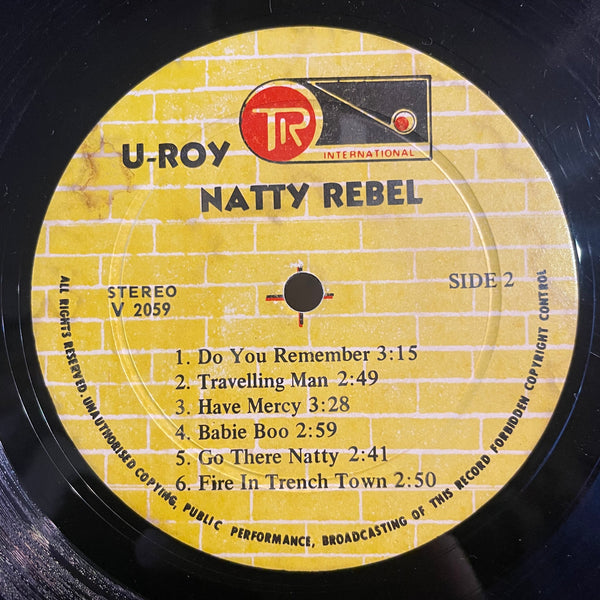 TR
INTERNATIONAL
U-ROY
NATTY REBEL
STEREO
V 2059
SIDE 2
1. Do You Remember 3:15
2. Travelling Man 2:49
3. Have Mercy 3:28
4. Babie Boo 2:59
5. Go There Natty 2:41
6. Fire In Trench Town 2:50
ALL RIGHTS RESERVED. UNAUTHORISED COPYING, PUBLIC PERFORMANCE, BROADCASTING OF THIS RECORD FORBIDDEN COPYRIGHT CONTROL